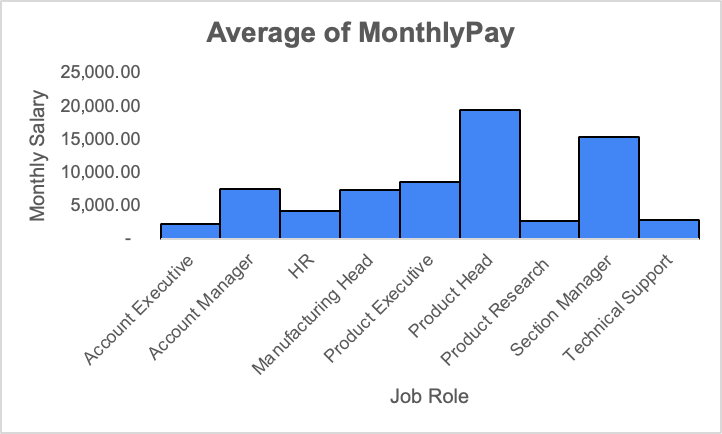 Average of MonthlyPay
Monthly Salary
25,000.00
20,000.00
15,000.00
10,000.00
5,000.00
-
Account Executive
Account Manager
HR
Manufacturing Head
Product Executive
Product Head
Product Research
Section Manager
Technical Support
Job Role